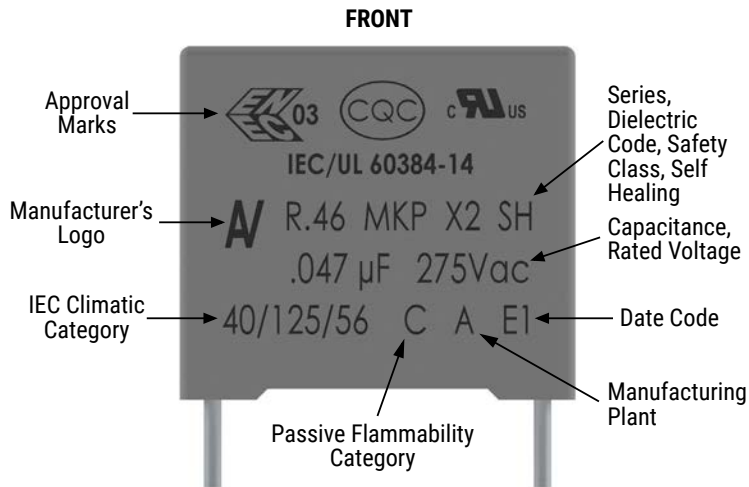 FRONT
Approval Marks
ENEC 03 CQC c RU US
Series, Dielectric Code, Safety Class, Self Healing
IEC/UL 60384-14
Manufacturer's Logo
R.46 MKP X2 SH
Capacitance, Rated Voltage
.047 µF 275Vac
IEC Climatic Category
40/125/56 C A E1
Date Code
Manufacturing Plant
Passive Flammability Category